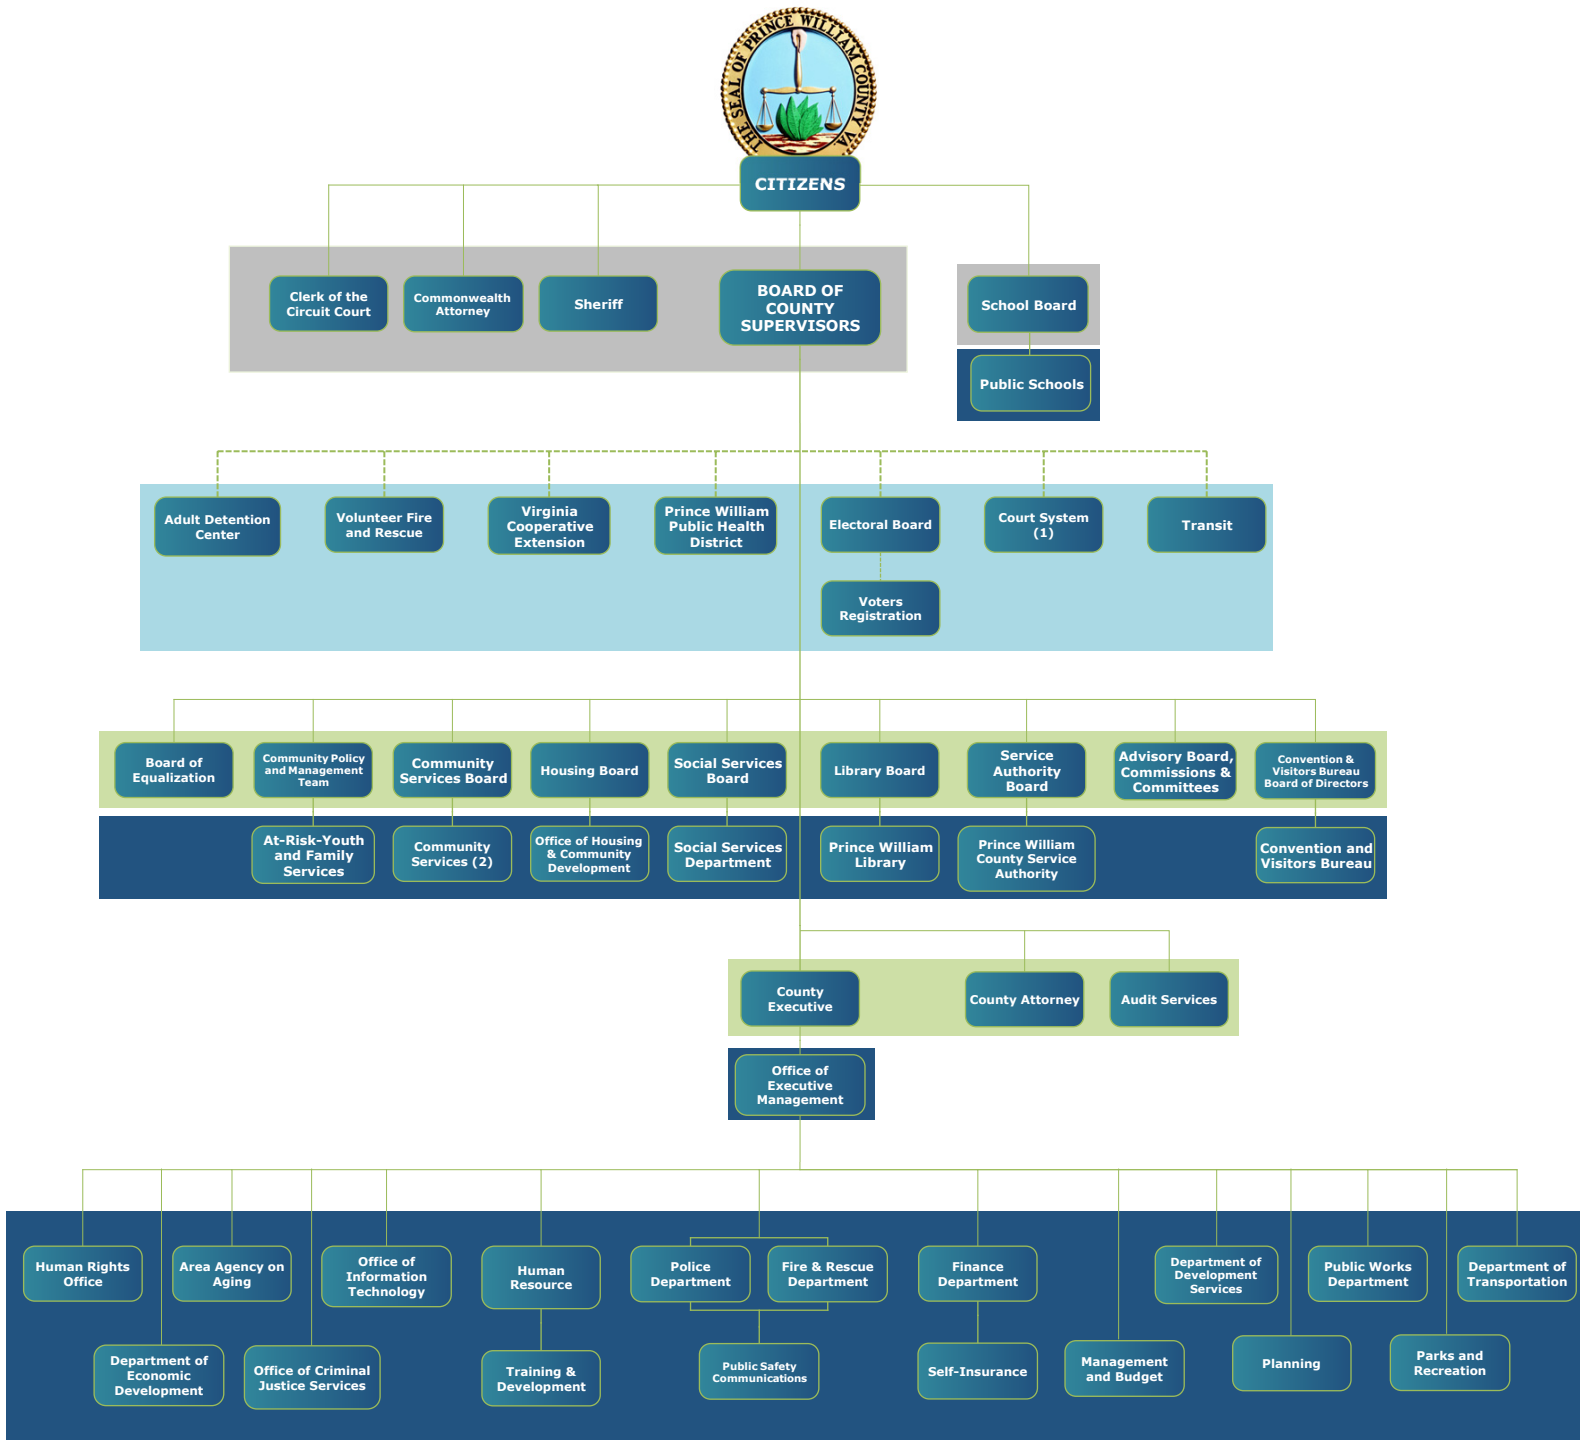 THE SEAL OF PRINCE WILLIAM COUNTY VA.
CITIZENS
Clerk of the
Circuit Court
Commonwealth
Attorney
Sheriff
BOARD OF
COUNTY
SUPERVISORS
School Board
Public Schools
Adult Detention
Center
Volunteer Fire
and Rescue
Virginia
Cooperative
Extension
Prince William
Public Health
District
Electoral Board
Court System
(1)
Transit
Voters
Registration
Board of
Equalization
Community Policy
and Management
Team
Community
Services Board
Housing Board
Social Services
Board
Library Board
Service
Authority
Board
Advisory Board,
Commissions &
Committees
Convention &
Visitors Bureau
Board of Directors
At-Risk-Youth
and Family
Services
Community
Services (2)
Office of Housing
& Community
Development
Social Services
Department
Prince William
Library
Prince William
County Service
Authority
Convention and
Visitors Bureau
County
Executive
County Attorney
Audit Services
Office of
Executive
Management
Human Rights
Office
Area Agency on
Aging
Office of
Information
Technology
Human
Resource
Police
Department
Fire & Rescue
Department
Finance
Department
Department of
Development
Services
Public Works
Department
Department of
Transportation
Department of
Economic
Development
Office of Criminal
Justice Services
Training &
Development
Public Safety
Communications
Self-Insurance
Management
and Budget
Planning
Parks and
Recreation